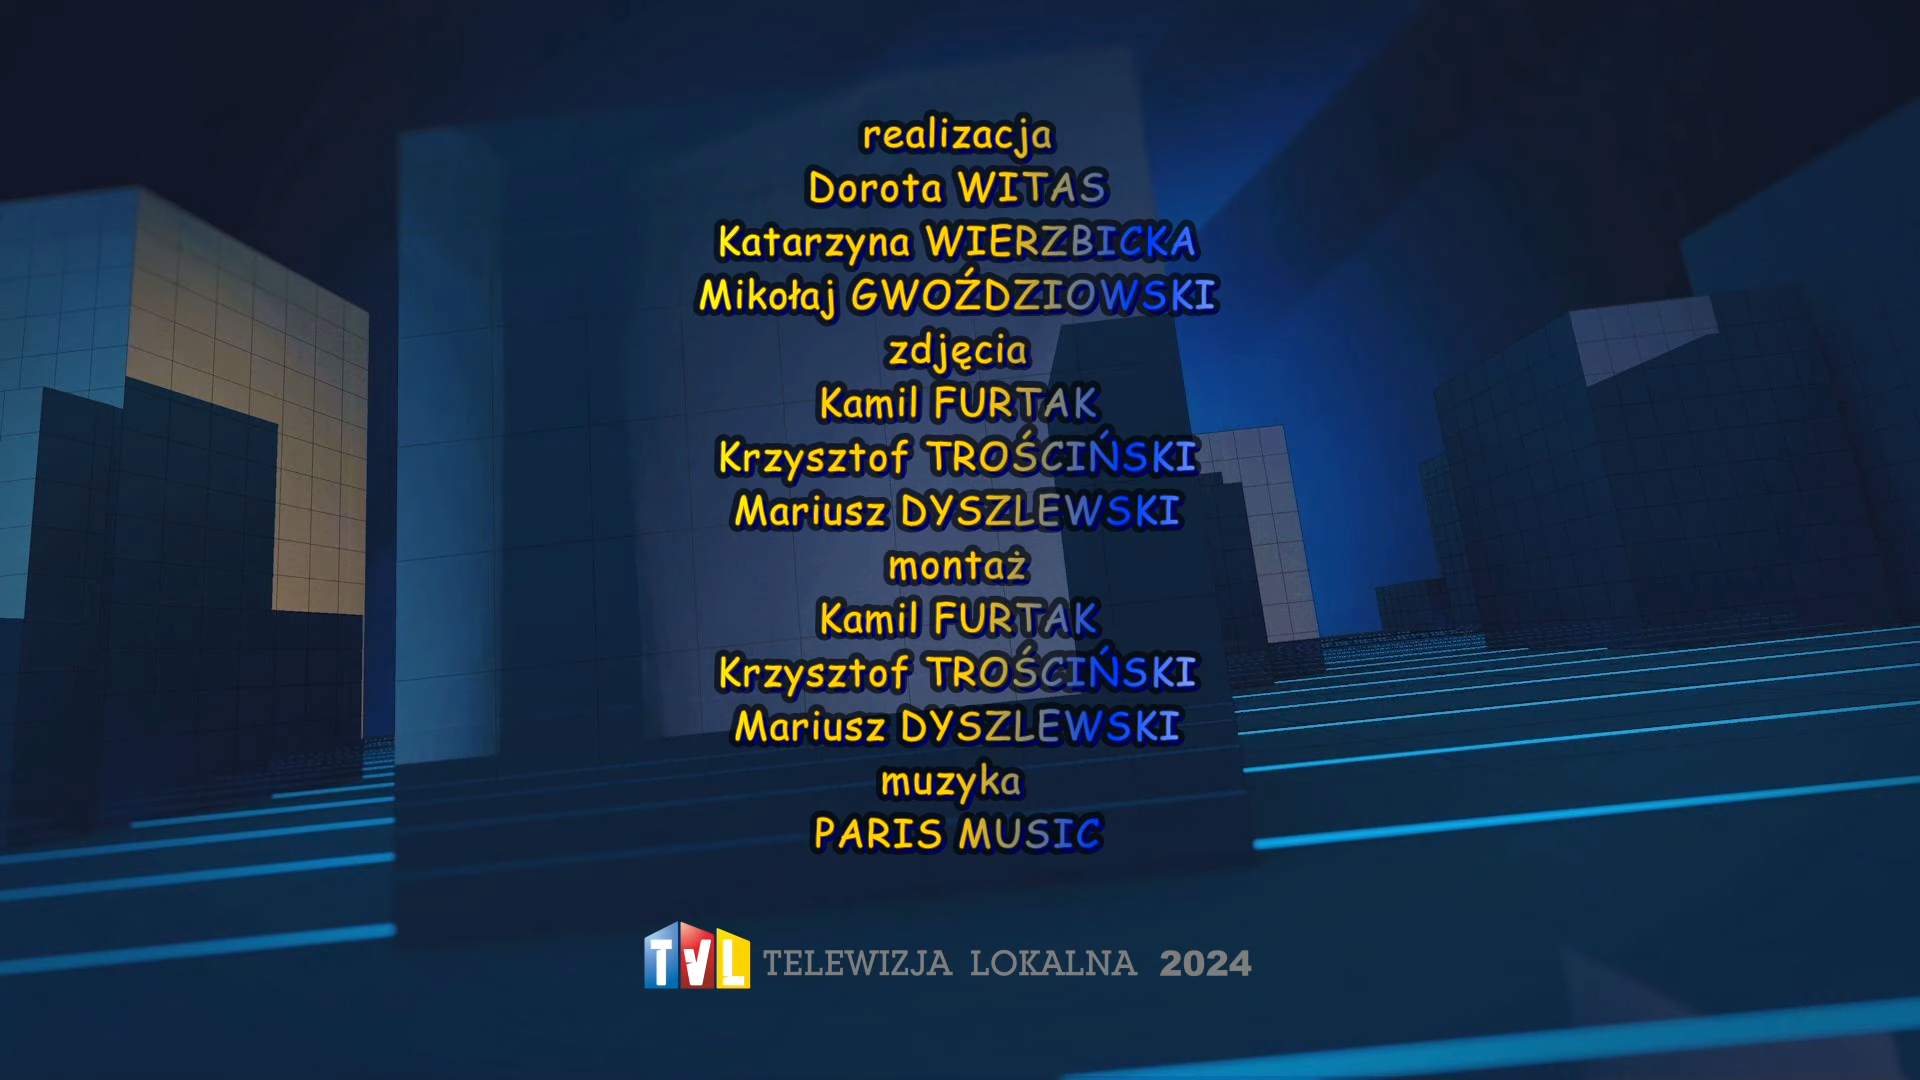 realizacja
Dorota WITAS
Katarzyna WIERZBICKA
Mikołaj GWOŹDZIOWSKI
zdjęcia
Kamil FURTAK
Krzysztof TROŚCIŃSKI
Mariusz DYSZLEWSKI
montaż
Kamil FURTAK
Krzysztof TROŚCIŃSKI
Mariusz DYSZLEWSKI
muzyka
PARIS MUSIC
TVL TELEWIZJA LOKALNA 2024